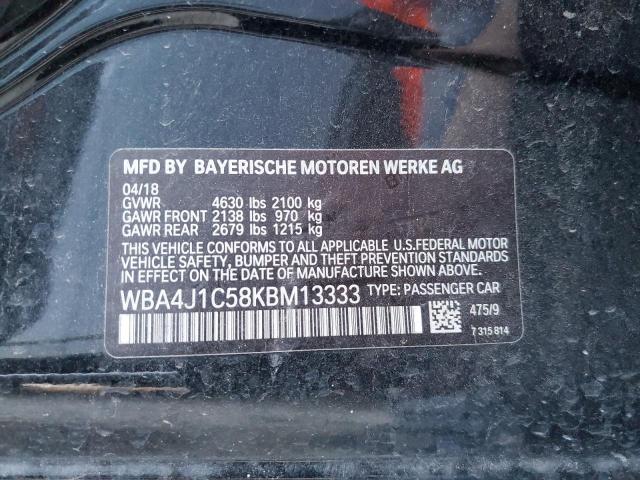 MFD BY BAYERISCHE MOTOREN WERKE AG
04/18
GVWR 4630 lbs 2100 kg
GAWR FRONT 2138 lbs 970 kg
GAWR REAR 2679 lbs 1215 kg
THIS VEHICLE CONFORMS TO ALL APPLICABLE U.S.FEDERAL MOTOR
VEHICLE SAFETY, BUMPER AND THEFT PREVENTION STANDARDS
IN EFFECT ON THE DATE OF MANUFACTURE SHOWN ABOVE.
WBA4J1C58KBM13333 TYPE: PASSENGER CAR
475/9
7 315 814